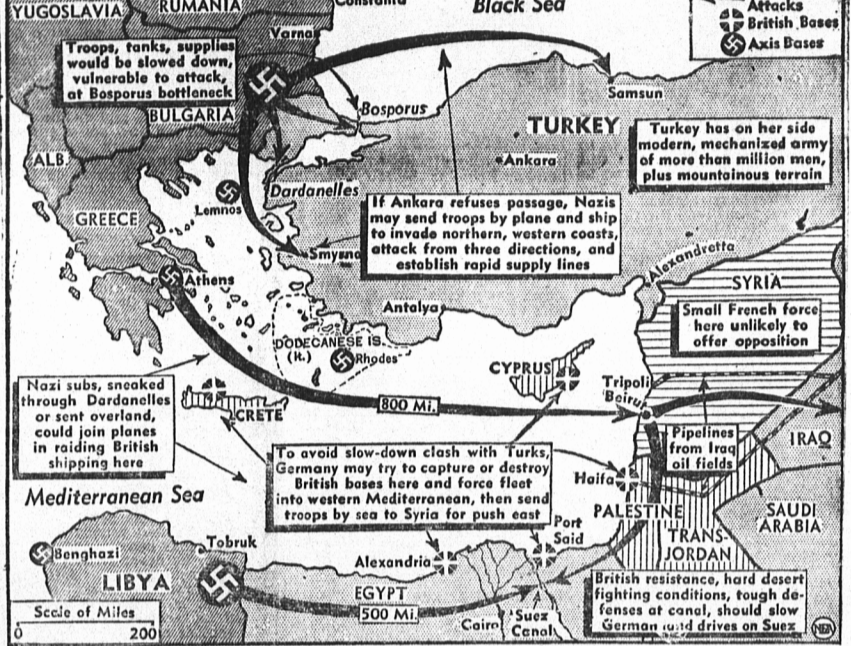 YUGOSLAVIA
RUMANIA
Constanta
Black Sea
Attacks
British Bases
Axis Bases
Varna
Troops, tanks, supplies
would be slowed down,
vulnerable to attack,
at Bosporus bottleneck
BULGARIA
Bosporus
Samsun
TURKEY
Ankara
Turkey has on her side
modern, mechanized army
of more than million men,
plus mountainous terrain
ALB.
Dardanelles
Lemnos
GREECE
If Ankara refuses passage, Nazis
may send troops by plane and ship
to invade northern, western coasts,
attack from three directions, and
establish rapid supply lines
Smyrna
Alexandretta
Athens
SYRIA
Antalya
Small French force
here unlikely to
offer opposition
DODECANESE IS.
(It.)
Rhodes
CYPRUS
Tripoli
Beirut
Nazi subs, sneaked
through Dardanelles
or sent overland,
could join planes
in raiding British
shipping here
CRETE
800 Mi.
Pipelines
from Iraq
oil fields
IRAQ
To avoid slow-down clash with Turks,
Germany may try to capture or destroy
British bases here and force fleet
into western Mediterranean, then send
troops by sea to Syria for push east
Haifa
Mediterranean Sea
PALESTINE
SAUDI
ARABIA
Port
Said
TRANS-
JORDAN
Tobruk
Benghazi
Alexandria
LIBYA
EGYPT
500 Mi.
British resistance, hard desert
fighting conditions, tough de-
fenses at canal, should slow
German land drives on Suez
Scale of Miles
0 200
Cairo
Suez
Canal
NEA